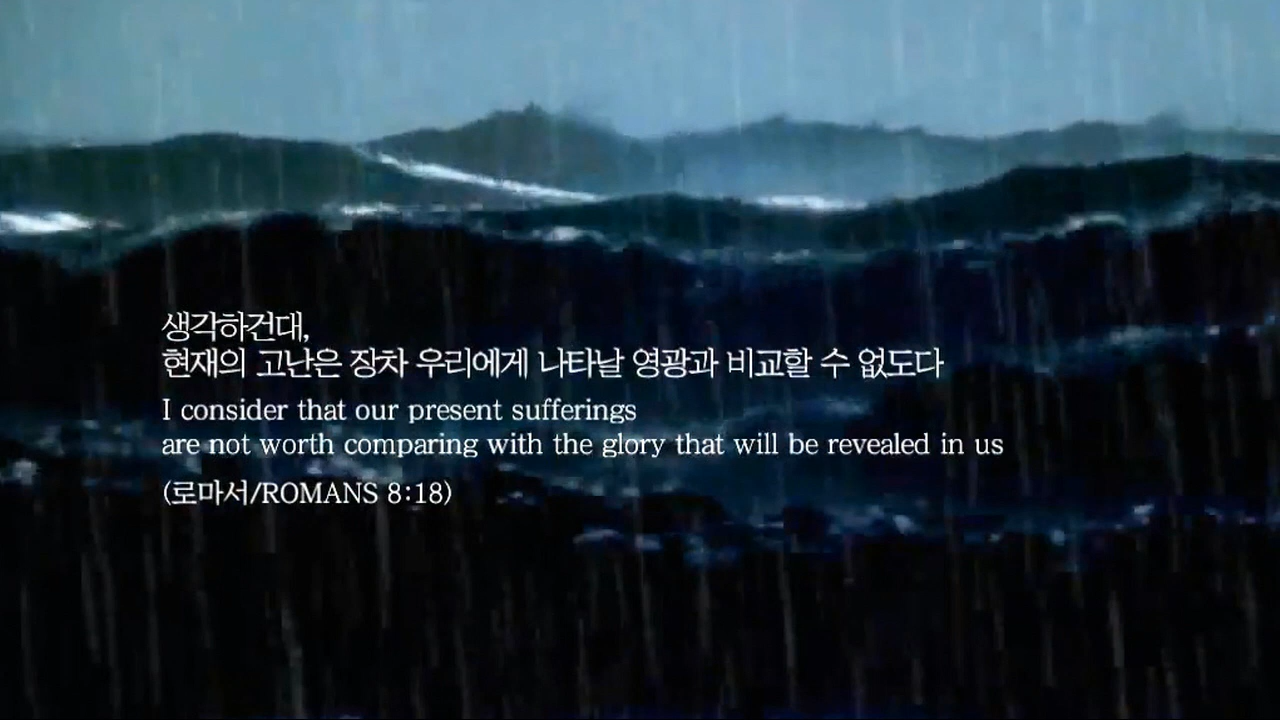 생각하건대,
현재의 고난은 장차 우리에게 나타날 영광과 비교할 수 없도다
I consider that our present sufferings
are not worth comparing with the glory that will be revealed in us
(로마서/ROMANS 8:18)